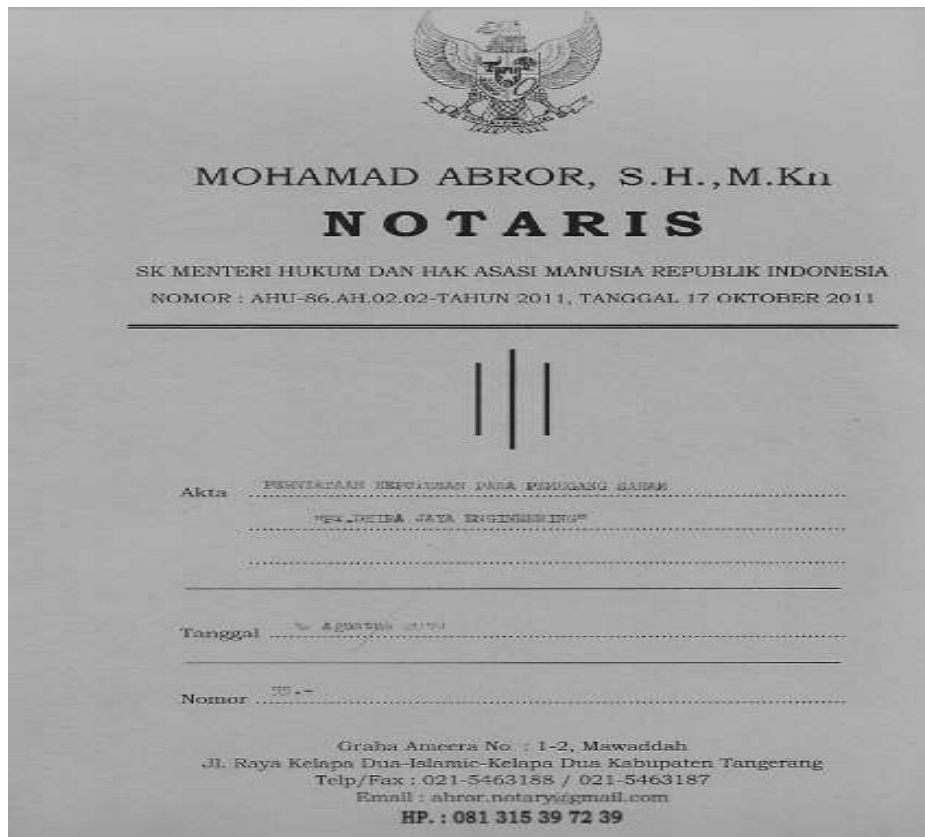 MOHAMAD ABROR, S.H.,M.Kn
NOTARIS
SK MENTERI HUKUM DAN HAK ASASI MANUSIA REPUBLIK INDONESIA
NOMOR : AHU-86.AH.02.02-TAHUN 2011, TANGGAL 17 OKTOBER 2011
Akta PERNYATAAN KEPUTUSAN PARA PEMEGANG SAHAM
JAYA ENGINEERING"
Tanggal Agustus
Nomor
Graha Ameera No : 1-2, Mawaddah
Jl. Raya Kelapa Dua-Islamic-Kelapa Dua Kabupaten Tangerang
Telp/Fax : 021-5463188 / 021-5463187
Email : abror.notary@gmail.com
HP. : 081 315 39 72 39